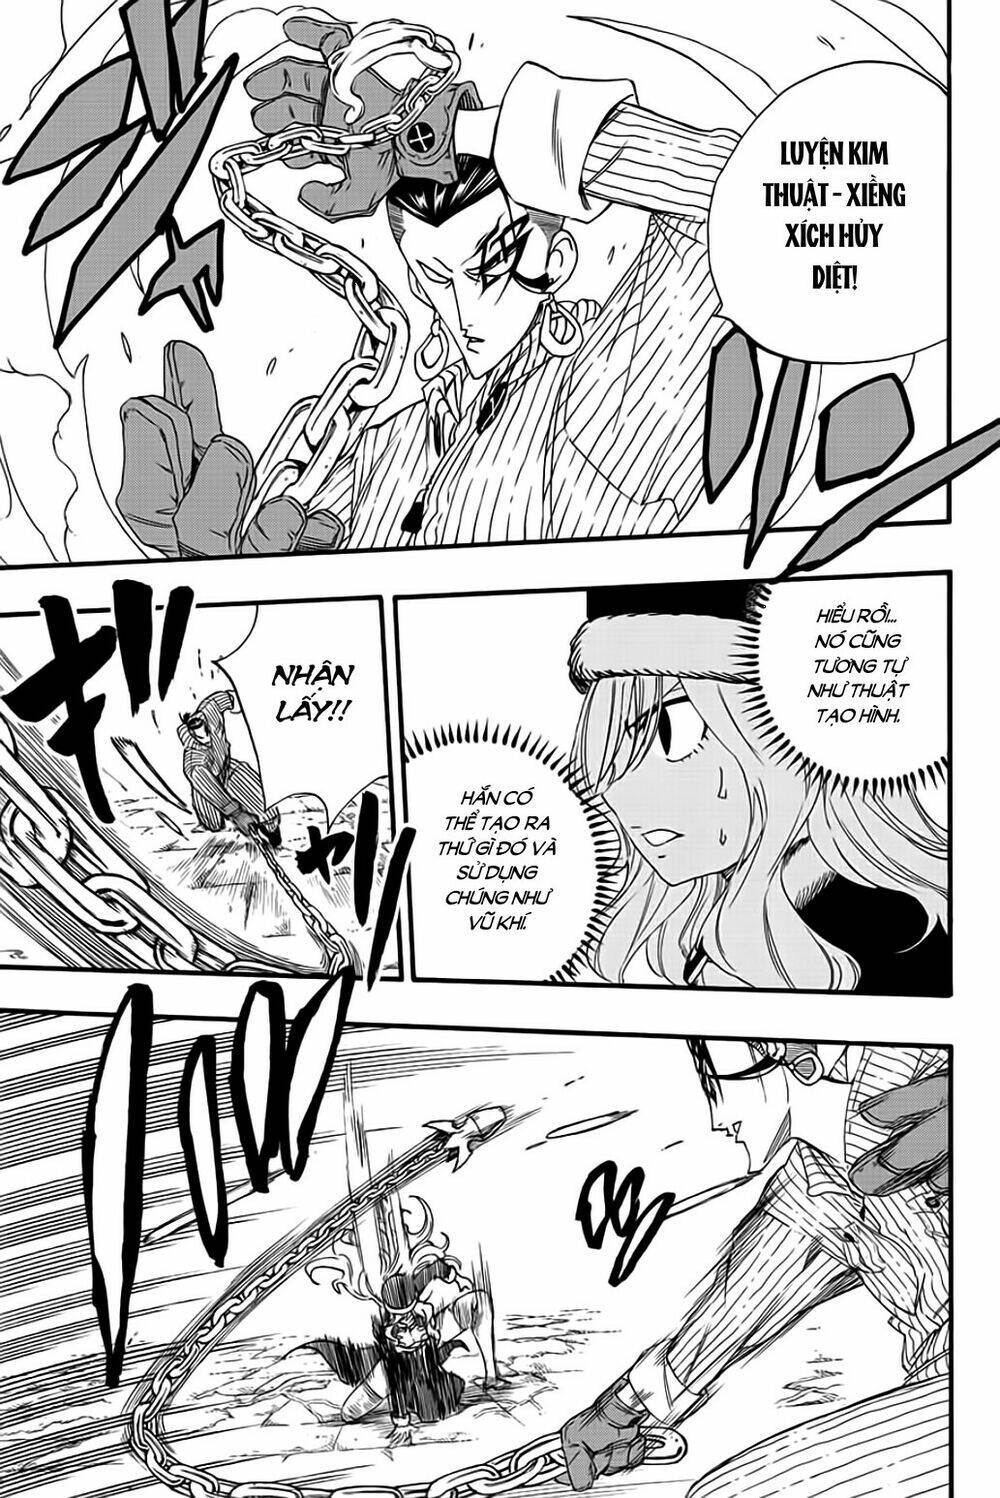 LUYỆN KIM
THUẬT - XIỀNG
XÍCH HỦY
DIỆT!
HIỂU RỒI...
NÓ CŨNG
TƯƠNG TỰ
NHƯ THUẬT
TẠO HÌNH.
HẮN CÓ
THỂ TẠO RA
THỨ GÌ ĐÓ VÀ
SỬ DỤNG
CHÚNG NHƯ
VŨ KHÍ.
NHẬN
LẤY!!